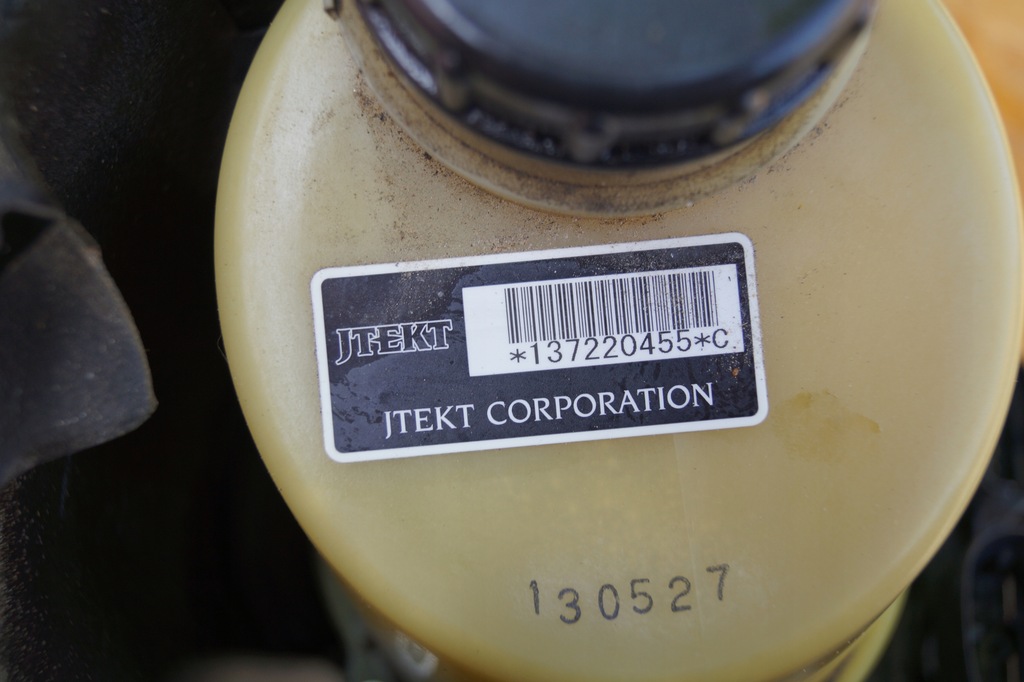 JTEKT
*137220455*C
JTEKT CORPORATION
130527